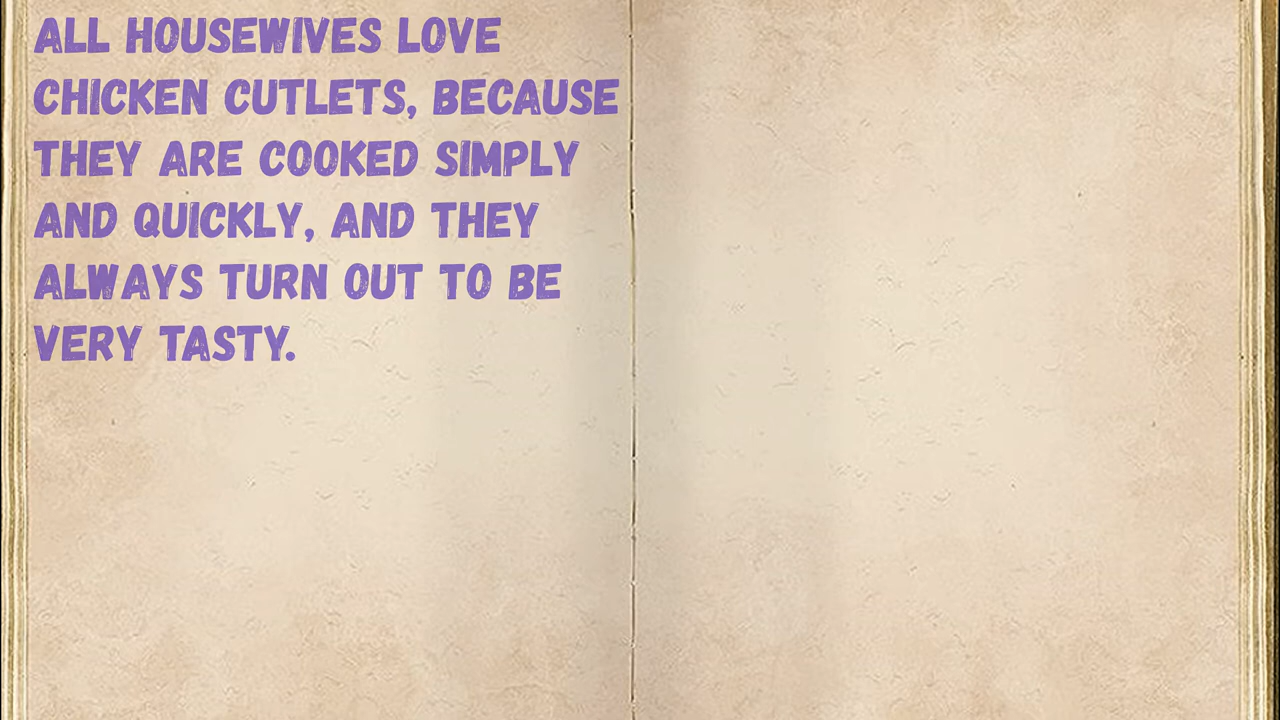 ALL HOUSEWIVES LOVE
CHICKEN CUTLETS, BECAUSE
THEY ARE COOKED SIMPLY
AND QUICKLY, AND THEY
ALWAYS TURN OUT TO BE
VERY TASTY.